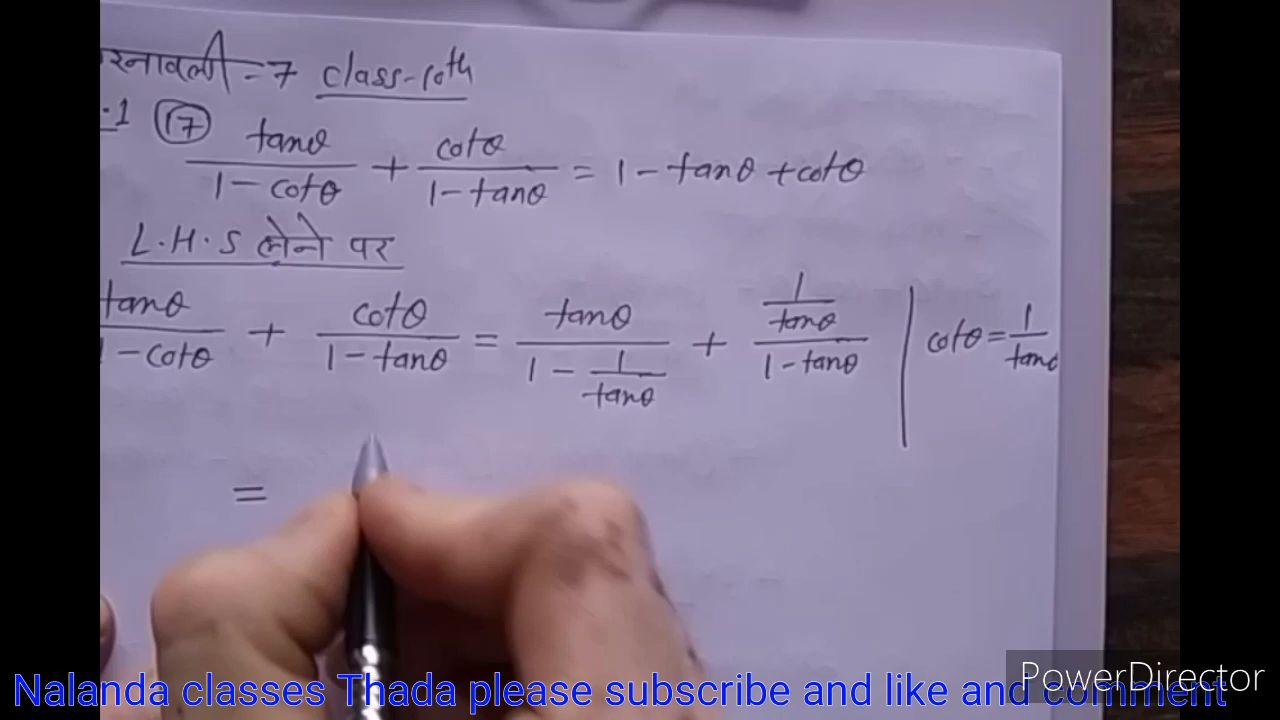 रनावली - 7 class-10th
.1 (17) tanθ/(1-cotθ) + cotθ/(1-tanθ) = 1-tanθ+cotθ
L.H.S लेने पर
tanθ/(1-cotθ) + cotθ/(1-tanθ) = tanθ/(1-1/tanθ) + (1/tanθ)/(1-tanθ) | cotθ=1/tanθ
=
PowerDirector
Nalanda classes Thada please subscribe and like and comment